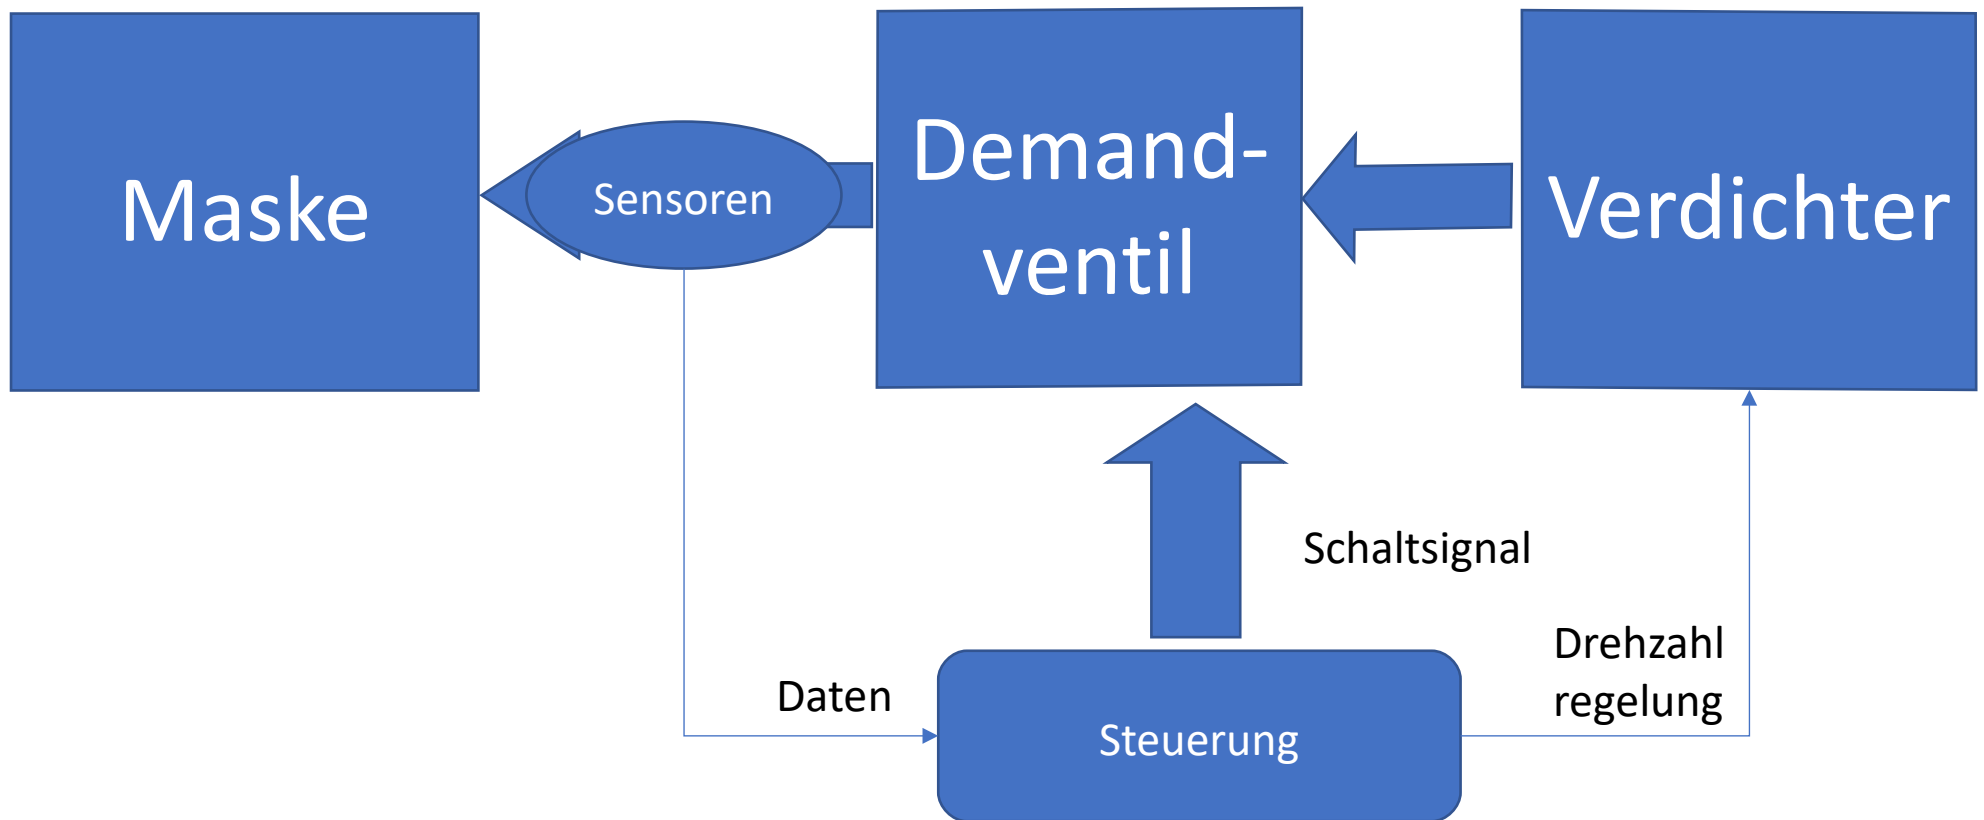 Maske
Sensoren
Demand-
ventil
Verdichter
Schaltsignal
Drehzahl
regelung
Daten
Steuerung